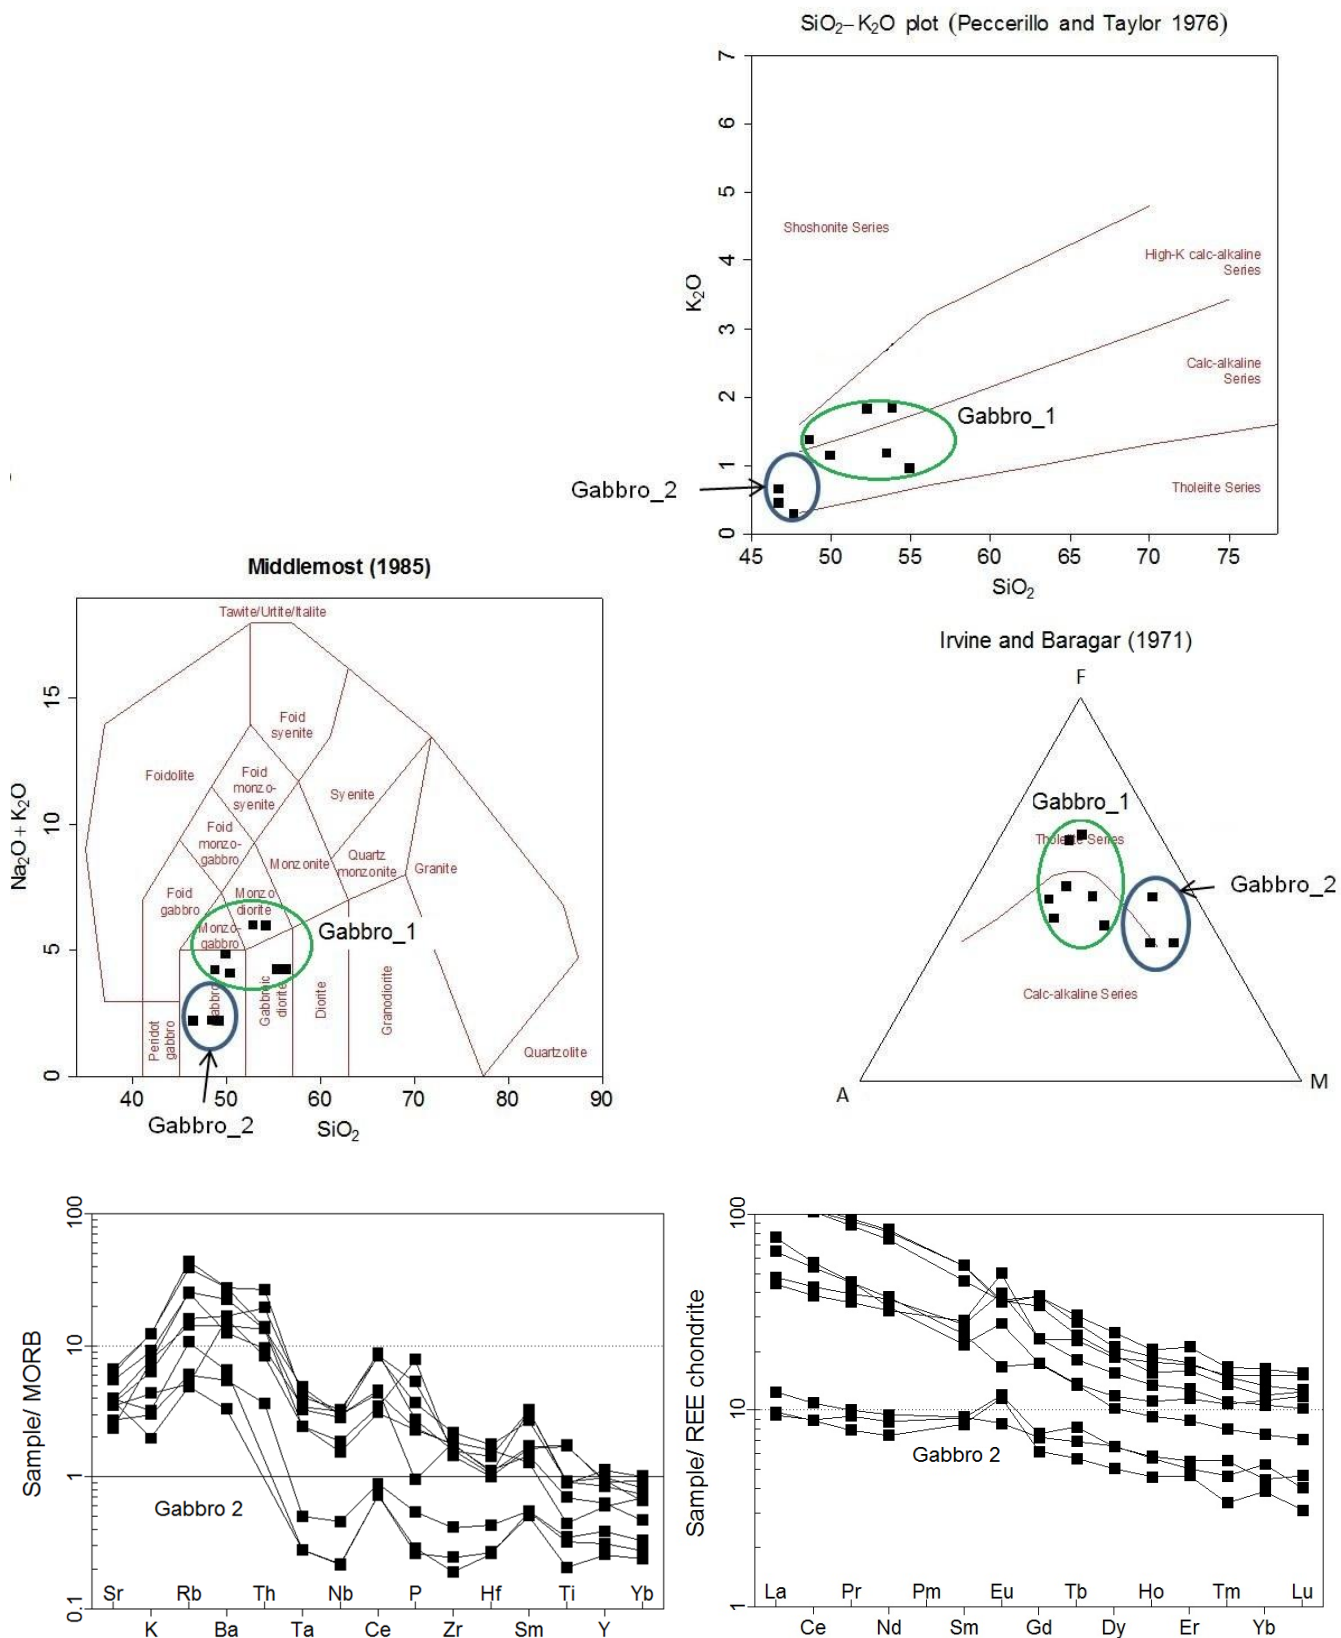 SiO₂–K₂O plot (Peccerillo and Taylor 1976)
7
6
5
4
3
2
1
0
K₂O
Shoshonite Series
High-K calc-alkaline
Series
Calc-alkaline
Series
Tholeiite Series
Gabbro_1
Gabbro_2
45
50
55
60
65
70
75
SiO₂
Middlemost (1985)
Na₂O + K₂O
15
10
5
0
Tawite/Urtite/Italite
Foid
syenite
Foidolite
Foid
monzo-
syenite
Syenite
Foid
monzo-
gabbro
Monzonite
Quartz
monzonite
Granite
Foid
gabbro
Monzo
diorite
Monzo-
gabbro
Gabbro_1
Peridot
gabbro
Gabbro
Gabbroic
diorite
Diorite
Granodiorite
Quartzolite
40
50
60
70
80
90
Gabbro_2
SiO₂
Irvine and Baragar (1971)
F
Gabbro_1
Tholeiite Series
Gabbro_2
Calc-alkaline Series
A
M
Sample/ MORB
100
10
1
0.1
Gabbro 2
Sr
Rb
Th
Nb
P
Hf
Ti
Yb
K
Ba
Ta
Ce
Zr
Sm
Y
Sample/ REE chondrite
100
10
1
Gabbro 2
La
Pr
Pm
Eu
Tb
Ho
Tm
Lu
Ce
Nd
Sm
Gd
Dy
Er
Yb